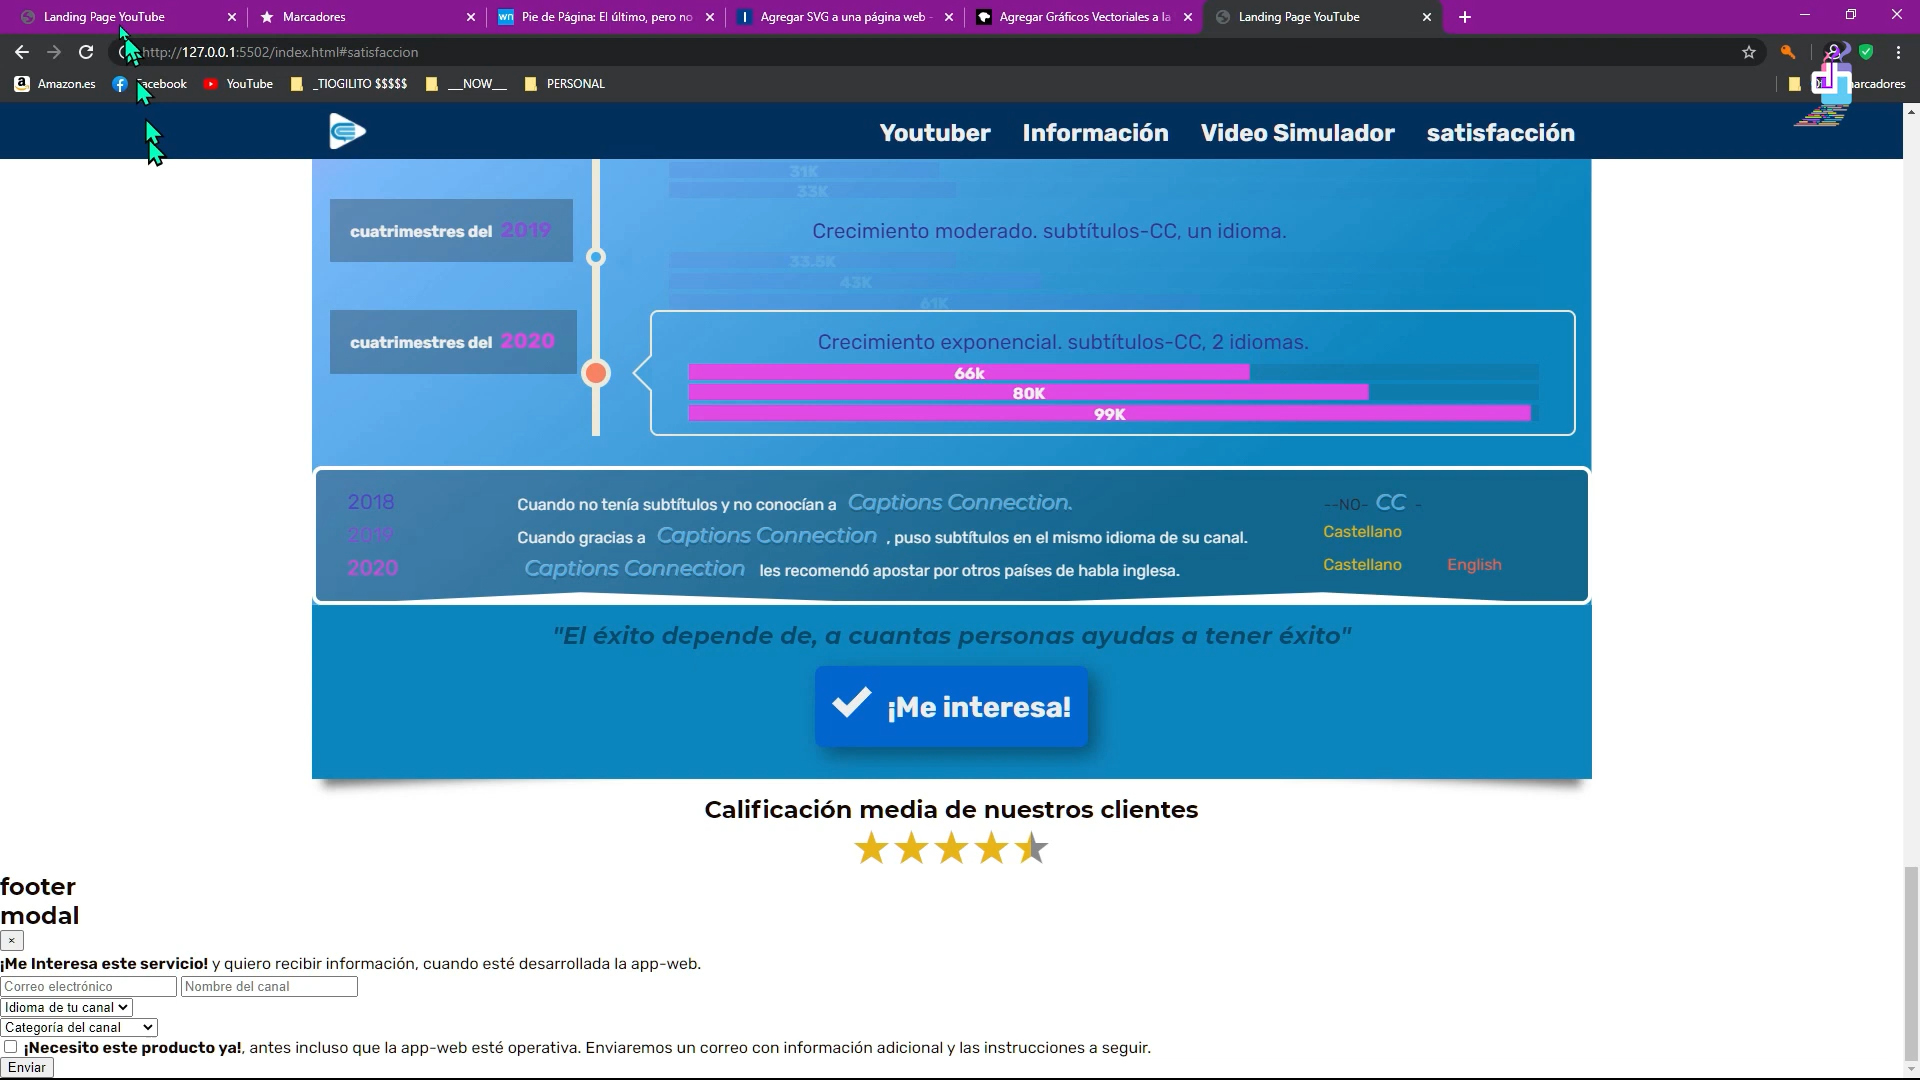 Landing Page YouTube
Marcadores
Pie de Página: El último, pero no
Agregar SVG a una página web -
Agregar Gráficos Vectoriales a la
Landing Page YouTube
http://127.0.0.1:5502/index.html#satisfaccion
Amazon.es
YouTube
_TIOGILITO $$$$$
__NOW__
PERSONAL
Youtuber
Información
Video Simulador
satisfacción
31K
33K
cuatrimestres del 2019
Crecimiento moderado. subtítulos-CC, un idioma.
33.5K
43K
61K
cuatrimestres del 2020
Crecimiento exponencial. subtítulos-CC, 2 idiomas.
66k
80K
99K
2018 Cuando no tenía subtítulos y no conocían a Captions Connection. --NO- CC -
2019 Cuando gracias a Captions Connection , puso subtítulos en el mismo idioma de su canal. Castellano
2020 Captions Connection les recomendó apostar por otros países de habla inglesa. Castellano English
"El éxito depende de, a cuantas personas ayudas a tener éxito"
¡Me interesa!
Calificación media de nuestros clientes
footer
modal
×
¡Me Interesa este servicio! y quiero recibir información, cuando esté desarrollada la app-web.
Correo electrónico Nombre del canal
Idioma de tu canal
Categoría del canal
¡Necesito este producto ya!, antes incluso que la app-web esté operativa. Enviaremos un correo con información adicional y las instrucciones a seguir.
Enviar